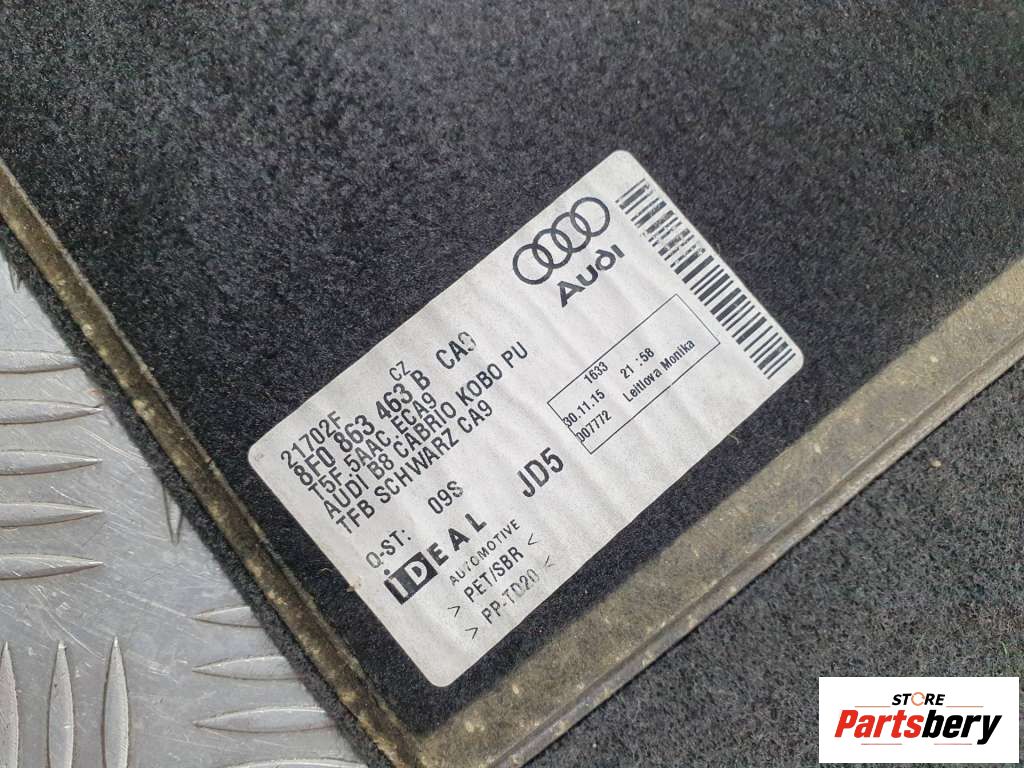 Audi
21702F
CZ
8F0 863 463 B CA9
T5F,5AAC,ECA9
AUDI B8 CABRIO KOBO PU
TFB SCHWARZ CA9
Q-ST: 09S
JD5
1633
30.11.15 21 :58
007772 Leitlova Monika
iDEAL
AUTOMOTIVE
> PET/SBR <
> PP-TD20 <
STORE
Partsbery